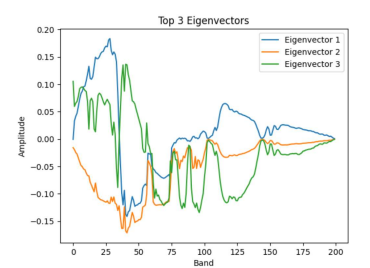 Top 3 Eigenvectors
Eigenvector 1
Eigenvector 2
Eigenvector 3
0.20
0.15
0.10
0.05
0.00
−0.05
−0.10
−0.15
Amplitude
0 25 50 75 100 125 150 175 200
Band